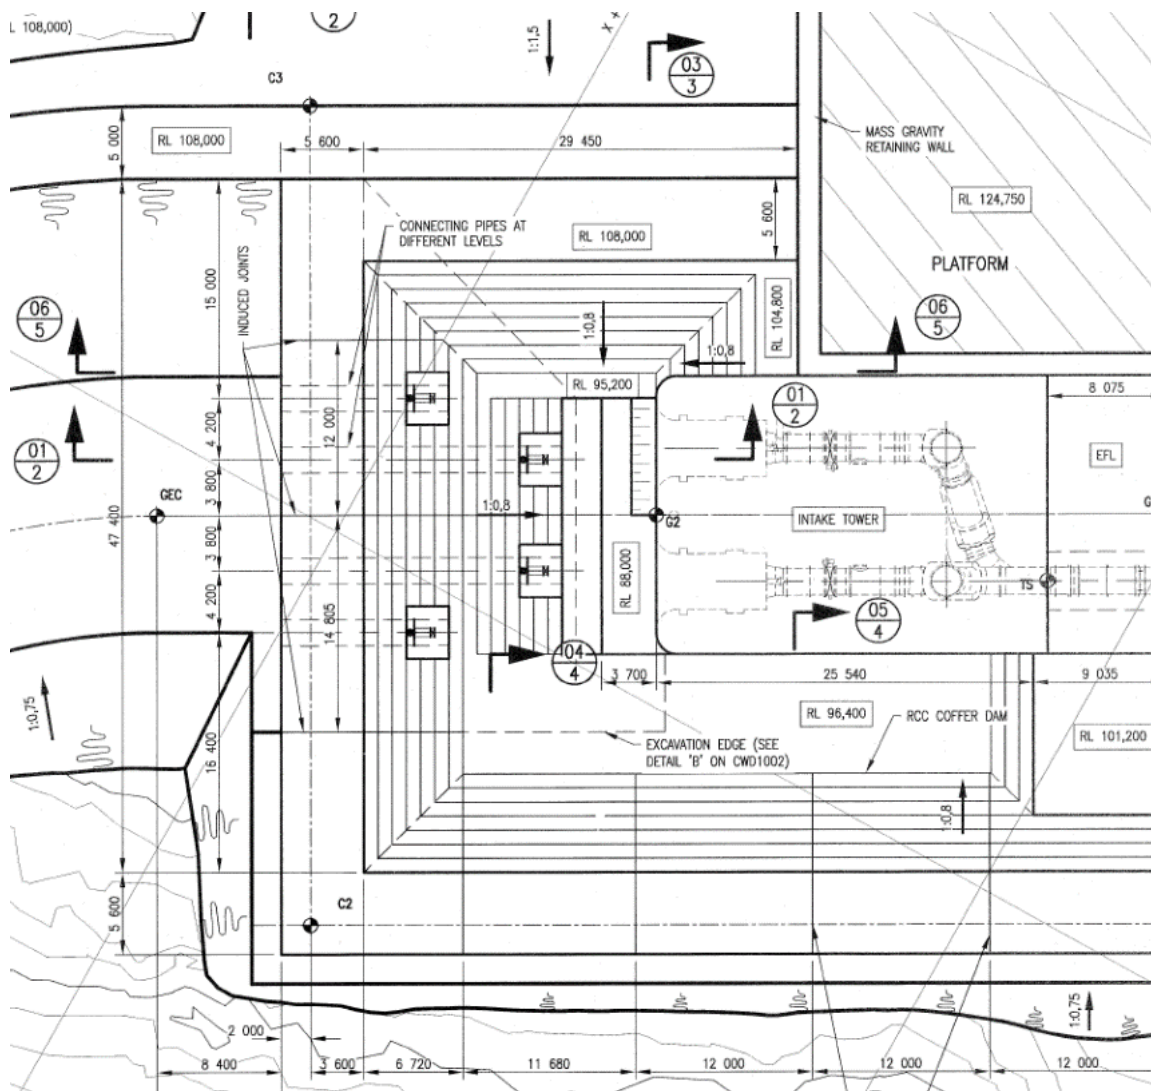 L 108,000)
2
C3
1:1,5
X X
03
3
5 000
RL 108,000
5 600
29 450
MASS GRAVITY
RETAINING WALL
RL 124,750
PLATFORM
CONNECTING PIPES AT
DIFFERENT LEVELS
RL 108,000
5 600
INDUCED JOINTS
15 000
06
5
RL 104,800
06
5
1:0,8
1:0,8
RL 95,200
12 000
01
2
8 075
4 200
01
2
EFL
3 800
GEC
1:0,8
G2
INTAKE TOWER
G
47 400
3 800
RL 88,000
TS
4 200
14 805
05
4
04
4
3 700
25 540
9 035
1:0,75
16 400
RL 96,400
RCC COFFER DAM
RL 101,200
EXCAVATION EDGE (SEE
DETAIL 'B' ON CWD1002)
1:0,8
5 600
C2
1:0,75
2 000
8 400
3 600
6 720
11 680
12 000
12 000
12 000